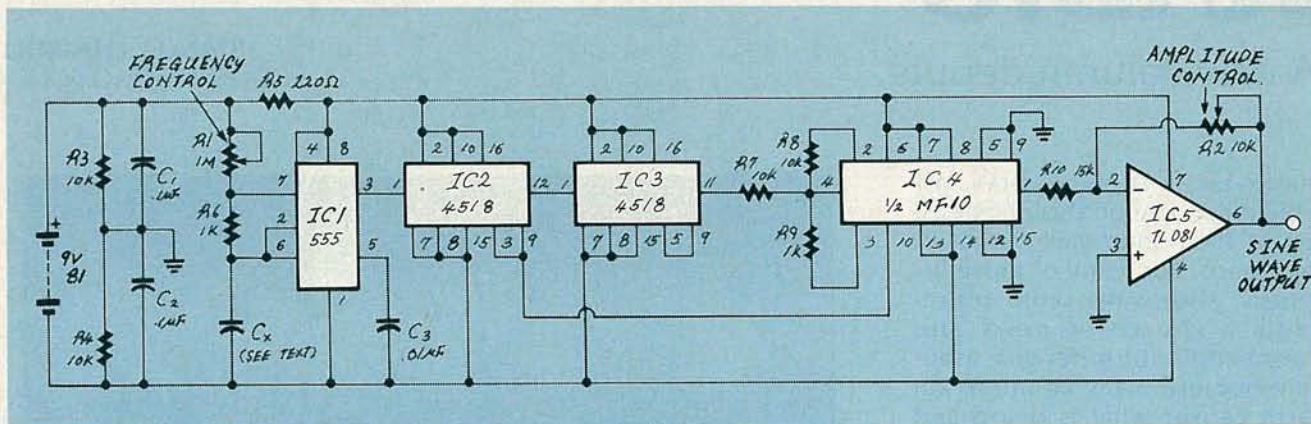 FREQUENCY
CONTROL
R5 220Ω
R1
1M
R3
10K
C1
.1µF
R6
1K
9V
B1
R4
10K
C2
.1µF
CX
(SEE TEXT)
4 8
7
2
6
3
5
1
IC1
555
C3
.01µF
2 10 16
1
IC2
4518
12
7 8 15 3 9
2 10 16
1
IC3
4518
11
7 8 15 5 9
R7
10K
R8
10K
4
R9
1K
2 6 7 8 5 9
IC4
½ MF10
1
3 10 13 14 12 15
R10 15K
AMPLITUDE
CONTROL
R2 10K
2
3
7
6
4
IC5
TL081
SINE
WAVE
OUTPUT